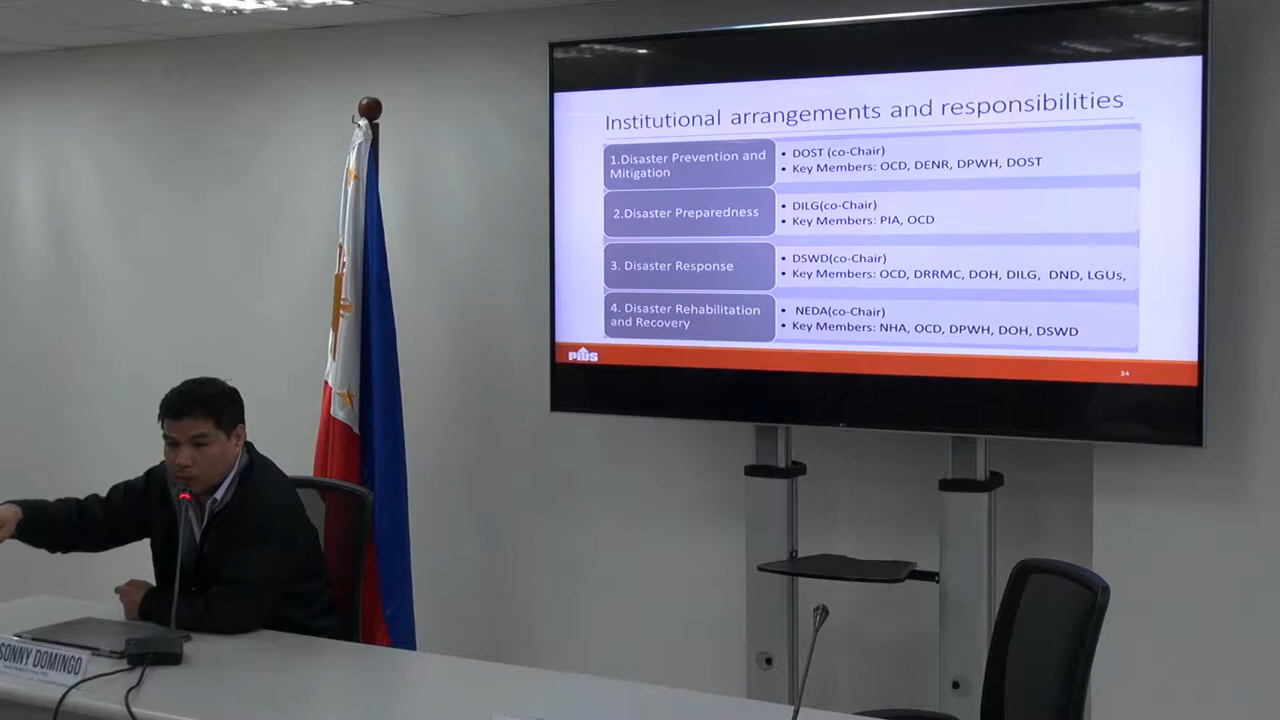 Institutional arrangements and responsibilities
1.Disaster Prevention and
Mitigation
• DOST (co-Chair)
• Key Members: OCD, DENR, DPWH, DOST
2.Disaster Preparedness
• DILG(co-Chair)
• Key Members: PIA, OCD
3. Disaster Response
• DSWD(co-Chair)
• Key Members: OCD, DRRMC, DOH, DILG, DND, LGUs,
4. Disaster Rehabilitation
and Recovery
• NEDA(co-Chair)
• Key Members: NHA, OCD, DPWH, DOH, DSWD
PIDS
34
SONNY DOMINGO